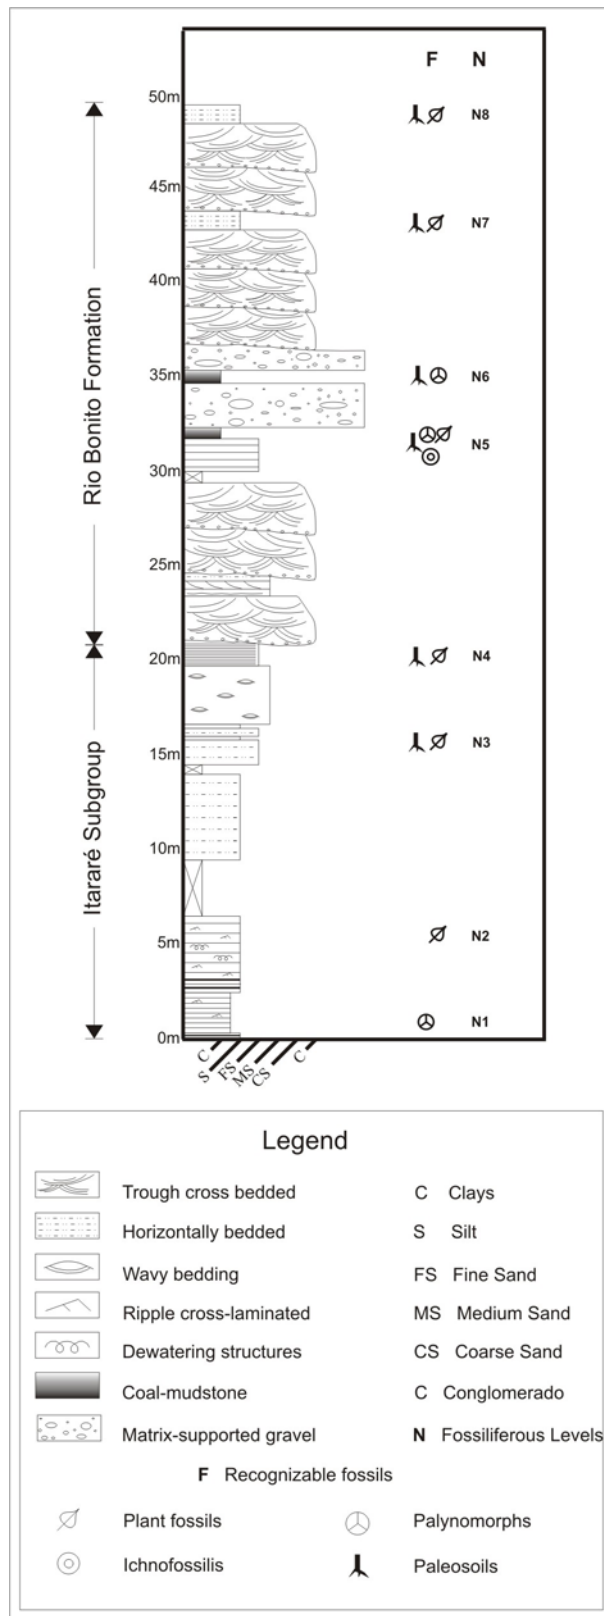 F N
50m
N8
45m
N7
40m
35m
N6
N5
30m
25m
20m
N4
15m
N3
10m
5m
N2
N1
0m
Rio Bonito Formation
Itararé Subgroup
C S FS MS CS C
Legend
Trough cross bedded C Clays
Horizontally bedded S Silt
Wavy bedding FS Fine Sand
Ripple cross-laminated MS Medium Sand
Dewatering structures CS Coarse Sand
Coal-mudstone C Conglomerado
Matrix-supported gravel N Fossiliferous Levels
F Recognizable fossils
Plant fossils Palynomorphs
Ichnofossilis Paleosoils